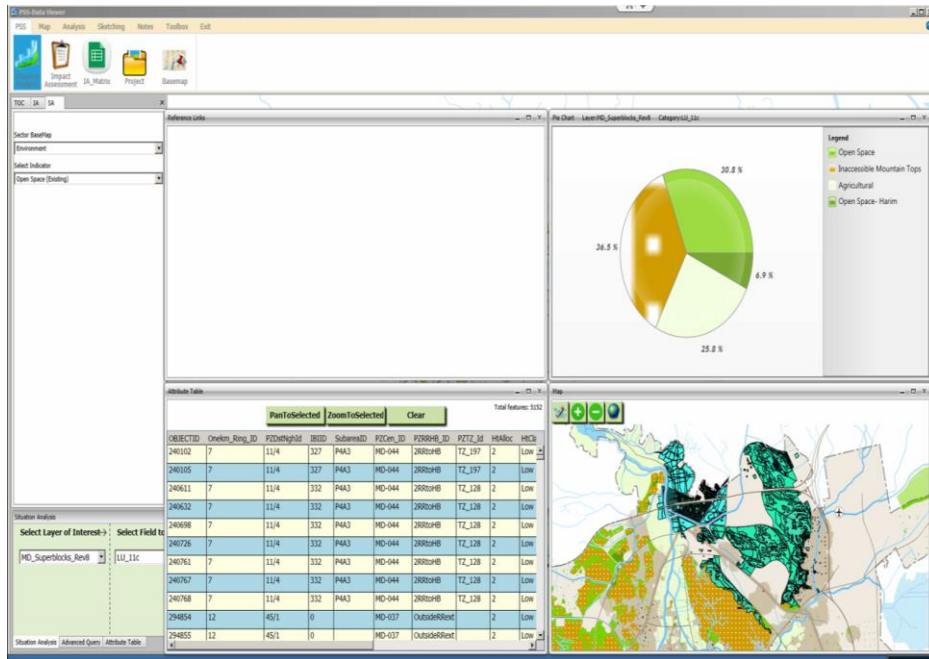 PSS-Data Viewer
PSS Map Analysis Sketching Notes Toolbox Exit
Impact Assessment
IA_Matrix
Project
Basemap
TOC IA SA X
Sector BaseMap
Environment
Select Indicator
Open Space (Existing)
Reference Links
Pie Chart Layer:MD_Superblocks_Rev8 Category:LU_11c
30.8 %
36.5 %
6.9 %
25.8 %
Legend
Open Space
Inaccessible Mountain Tops
Agricultural
Open Space- Harim
Attribute Table
PanToSelected ZoomToSelected Clear
Total features: 5152
OBJECTID Onekm_Ring_ID PZDstNghId IBIID SubareaID PZCen_ID PZRRHB_ID PZTZ_Id HtAlloc HtCla
240102 7 11/4 327 P4A3 MD-044 2RRtoHB TZ_197 2 Low
240105 7 11/4 327 P4A3 MD-044 2RRtoHB TZ_197 2 Low
240611 7 11/4 332 P4A3 MD-044 2RRtoHB TZ_128 2 Low
240632 7 11/4 332 P4A3 MD-044 2RRtoHB TZ_128 2 Low
240698 7 11/4 332 P4A3 MD-044 2RRtoHB TZ_128 2 Low
240726 7 11/4 332 P4A3 MD-044 2RRtoHB TZ_128 2 Low
240761 7 11/4 332 P4A3 MD-044 2RRtoHB TZ_128 2 Low
240767 7 11/4 332 P4A3 MD-044 2RRtoHB TZ_128 2 Low
240768 7 11/4 332 P4A3 MD-044 2RRtoHB TZ_128 2 Low
294854 12 45/1 0 MD-037 OutsideRRext 2 Low
294855 12 45/1 0 MD-037 OutsideRRext 2 Low
Map
Situation Analysis
Select Layer of Interest-> Select Field to
MD_Superblocks_Rev8 LU_11c
Situation Analysis Advanced Query Attribute Table